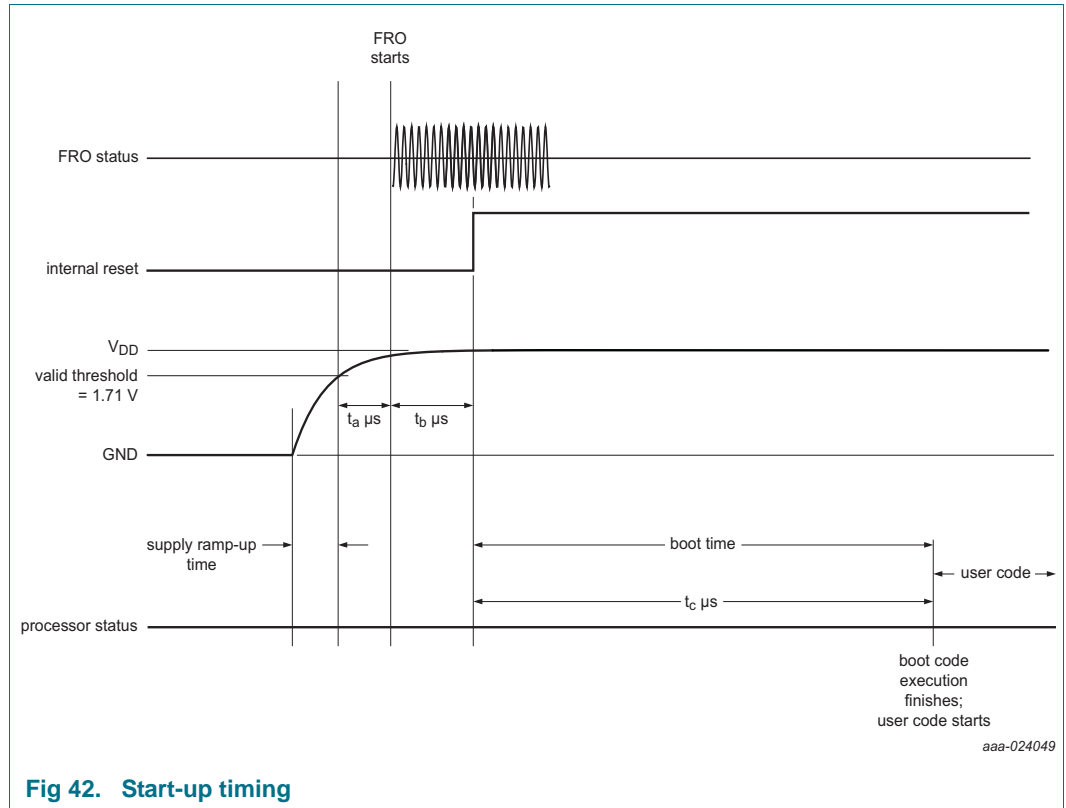 FRO
starts
FRO status
internal reset
VDD
valid threshold
= 1.71 V
ta µs
tb µs
GND
supply ramp-up
time
boot time
user code
tc µs
processor status
boot code
execution
finishes;
user code starts
aaa-024049
Fig 42. Start-up timing